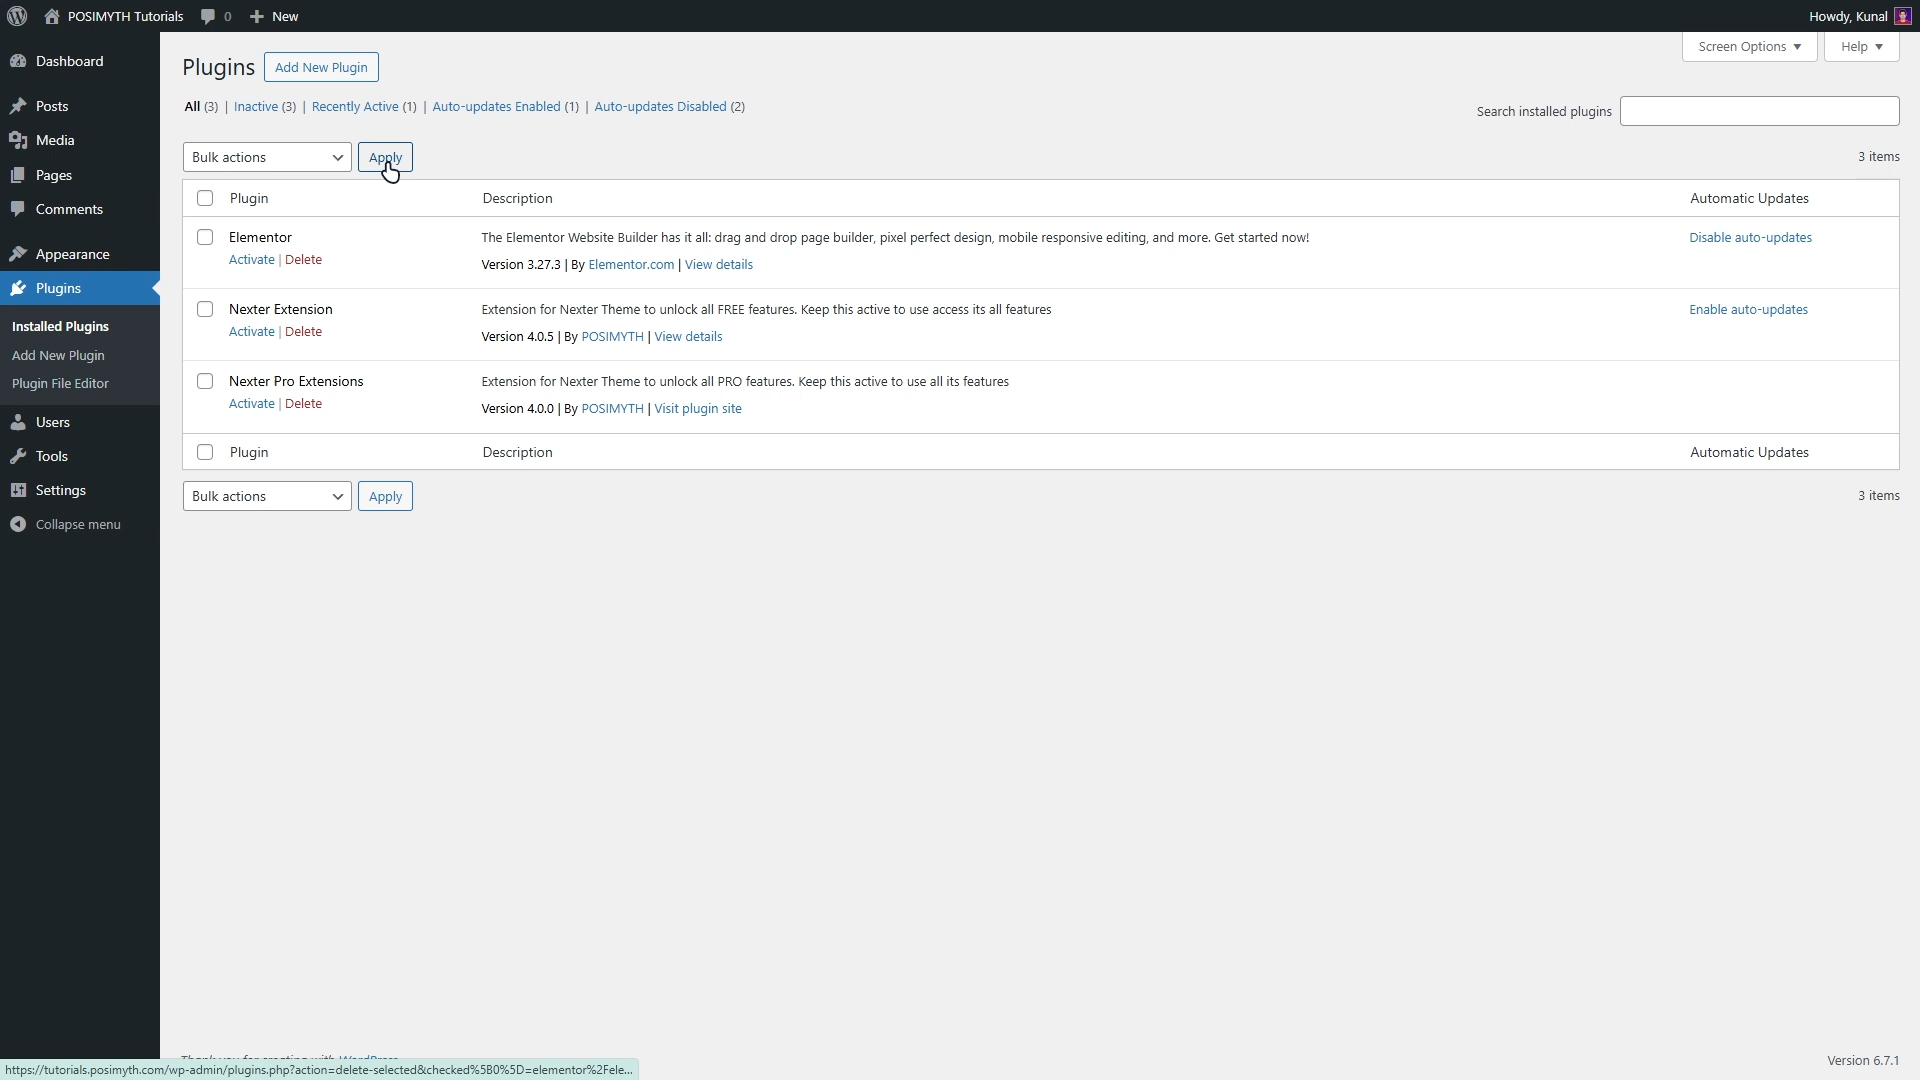 POSIMYTH Tutorials 0 New Howdy, Kunal
Dashboard
Posts
Media
Pages
Comments
Appearance
Plugins
Installed Plugins
Add New Plugin
Plugin File Editor
Users
Tools
Settings
Collapse menu
Screen Options Help
Plugins Add New Plugin
All (3) | Inactive (3) | Recently Active (1) | Auto-updates Enabled (1) | Auto-updates Disabled (2)
Search installed plugins
Bulk actions Apply 3 items
Plugin Description Automatic Updates
Elementor The Elementor Website Builder has it all: drag and drop page builder, pixel perfect design, mobile responsive editing, and more. Get started now! Disable auto-updates
Activate | Delete Version 3.27.3 | By Elementor.com | View details
Nexter Extension Extension for Nexter Theme to unlock all FREE features. Keep this active to use access its all features Enable auto-updates
Activate | Delete Version 4.0.5 | By POSIMYTH | View details
Nexter Pro Extensions Extension for Nexter Theme to unlock all PRO features. Keep this active to use all its features
Activate | Delete Version 4.0.0 | By POSIMYTH | Visit plugin site
Plugin Description Automatic Updates
Bulk actions Apply 3 items
Thank you for creating with WordPress Version 6.7.1
https://tutorials.posimyth.com/wp-admin/plugins.php?action=delete-selected&checked%5B0%5D=elementor%2Fele...